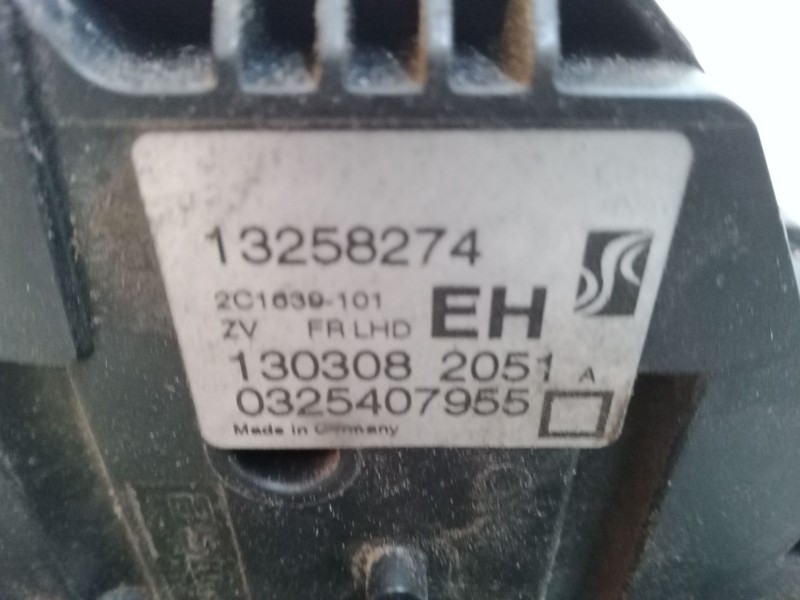 13258274
2C1639-101
EH
ZV FR LHD
130308 2051 A
0325407955
Made in Germany